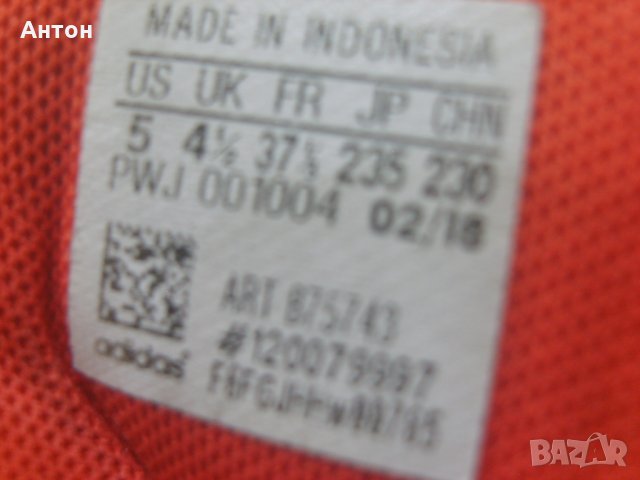 Антон
MADE IN INDONESIA
US UK FR JP CHN
5 4½ 37⅓ 235 230
PWJ 001004 02/18
ART B75743
#120079997
adidas
BAZAR